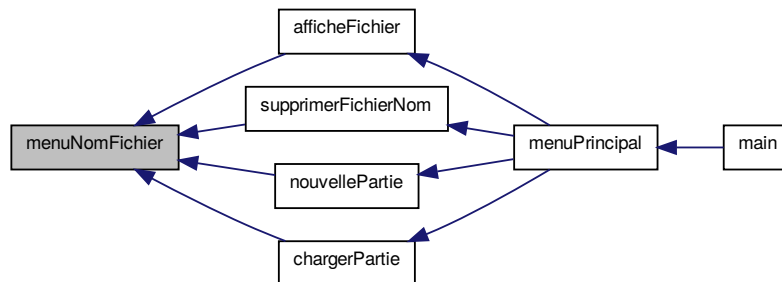 afficheFichier
supprimerFichierNom
menuNomFichier
menuPrincipal
main
nouvellePartie
chargerPartie